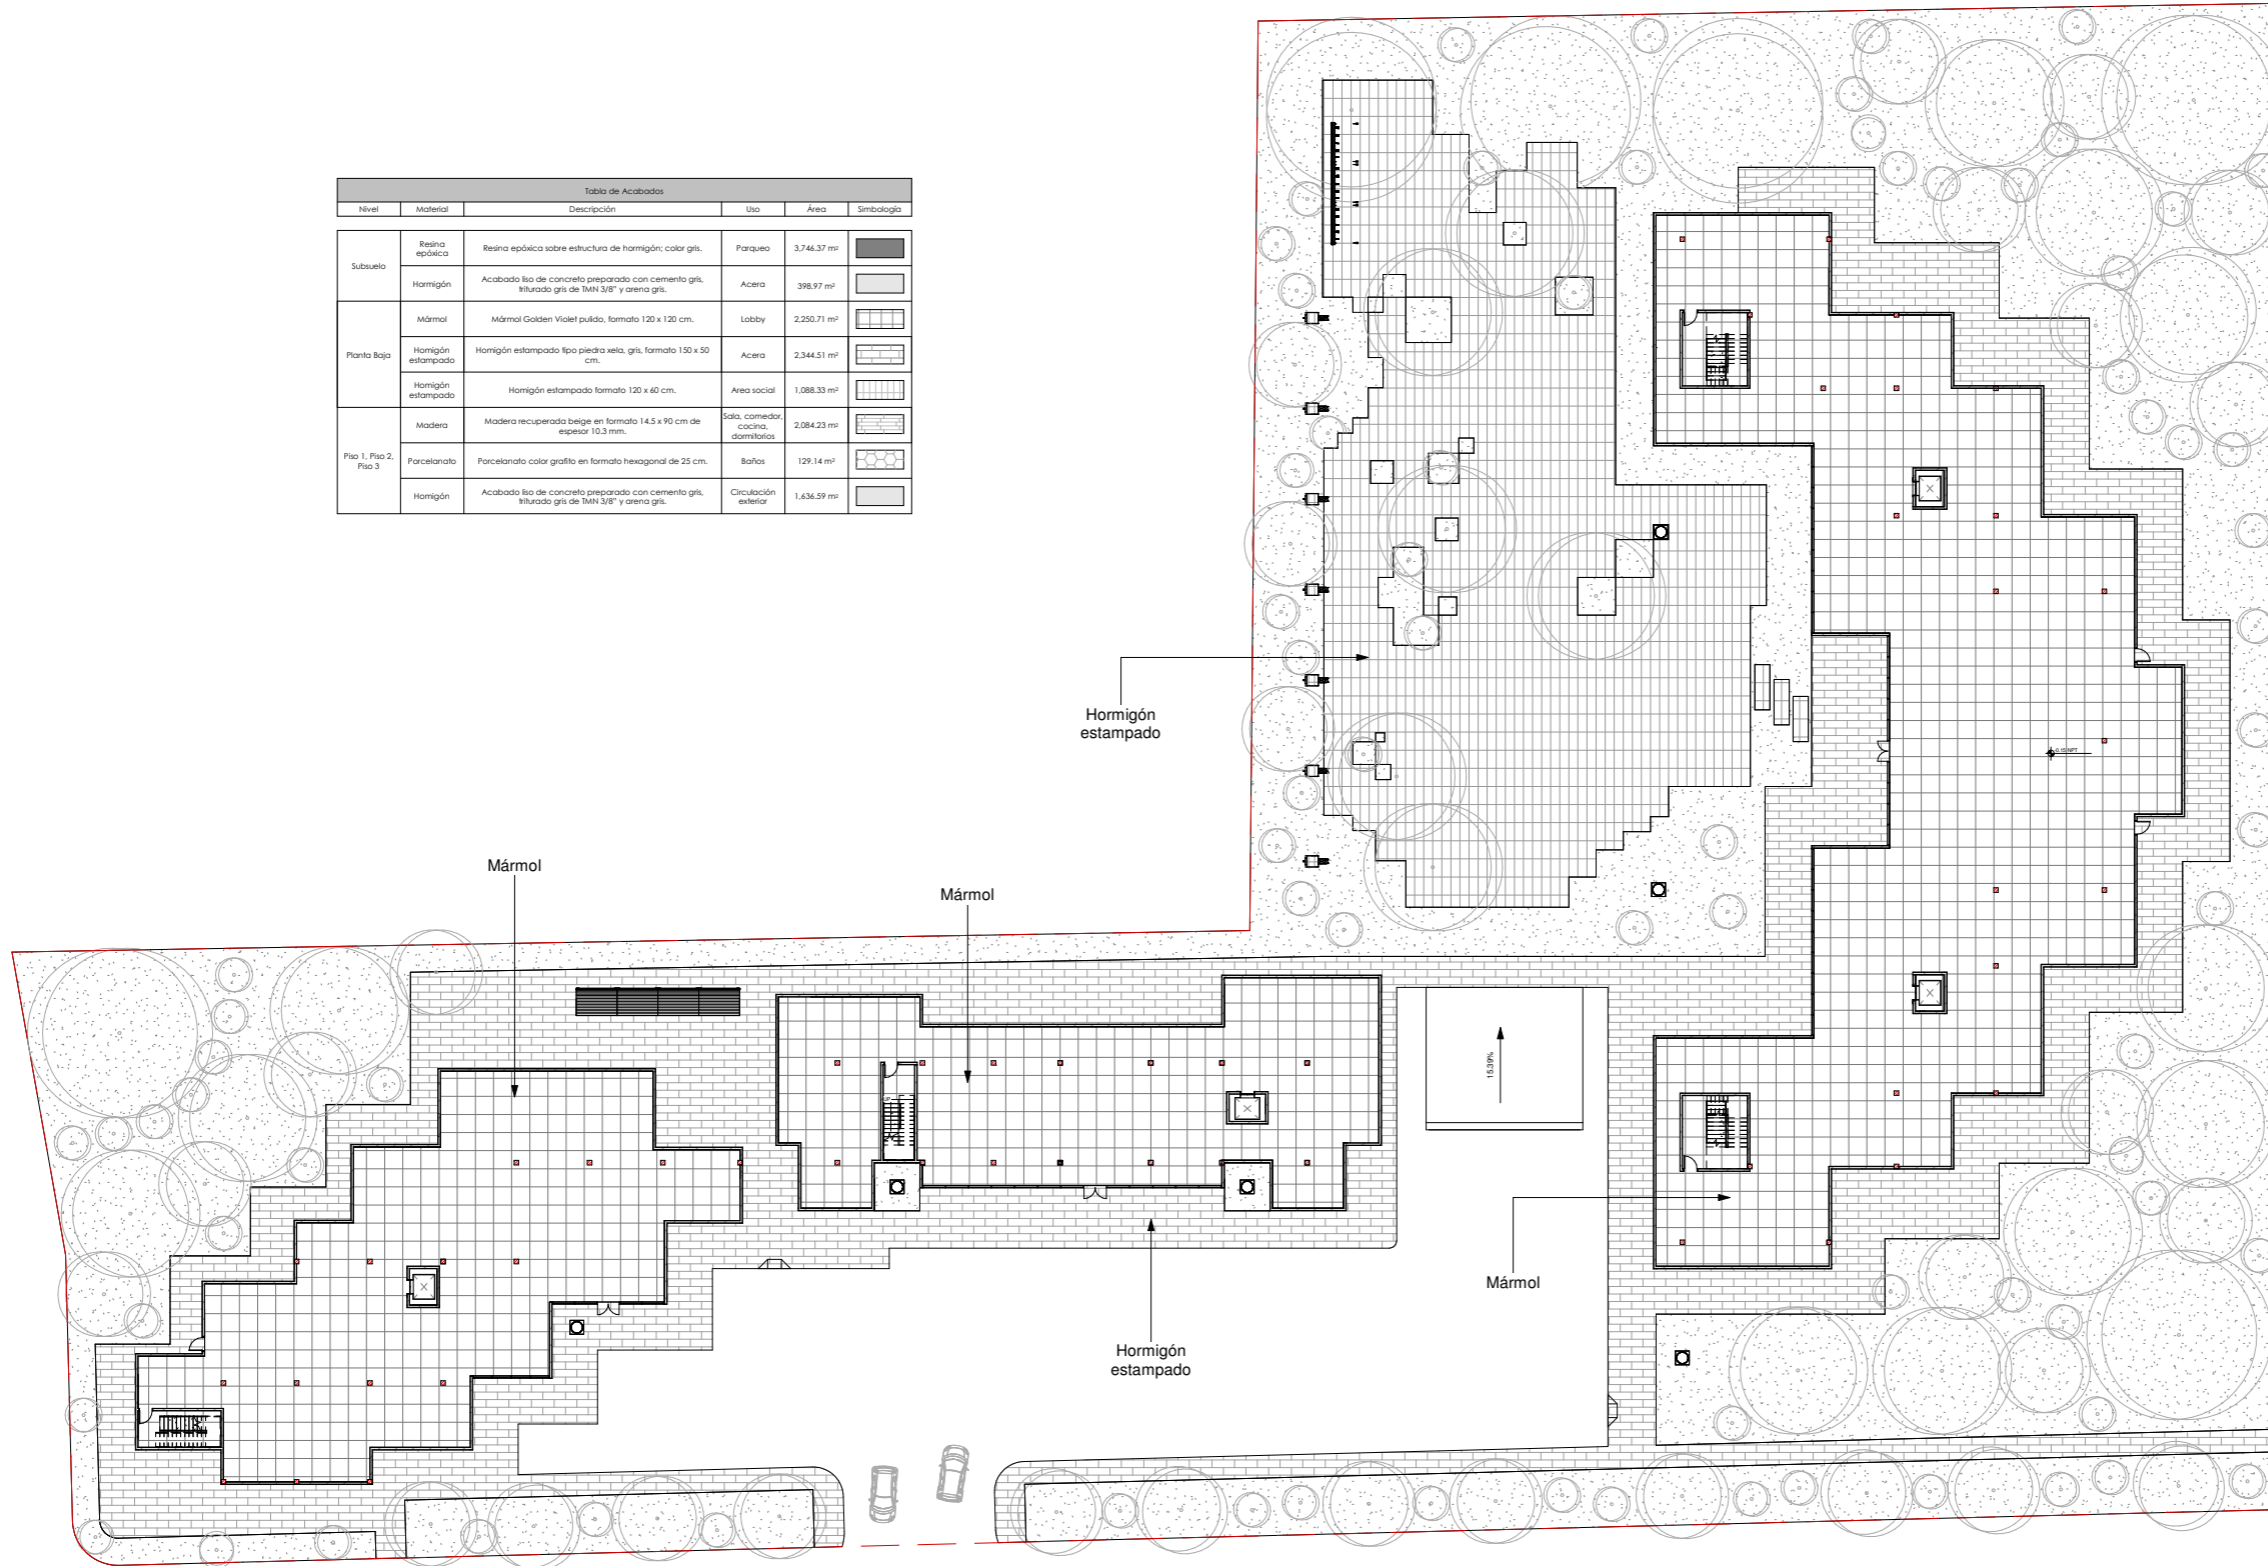 Tabla de Acabados
Nivel Material Descripción Uso Área Simbología
Subsuelo
Resina
epóxica
Resina epóxica sobre estructura de hormigón; color gris.
Parqueo
3,746.37 m²
Hormigón
Acabado liso de concreto preparado con cemento gris,
triturado gris de TMN 3/8" y arena gris.
Acera
398.97 m²
Planta Baja
Mármol
Mármol Golden Violet pulido, formato 120 x 120 cm.
Lobby
2,250.71 m²
Homigón
estampado
Homigón estampado tipo piedra xela, gris, formato 150 x 50
cm.
Acera
2,344.51 m²
Homigón
estampado
Homigón estampado formato 120 x 60 cm.
Area social
1,088.33 m²
Piso 1, Piso 2,
Piso 3
Madera
Madera recuperada beige en formato 14.5 x 90 cm de
espesor 10.3 mm.
Sala, comedor,
cocina,
dormitorios
2,084.23 m²
Porcelanato
Porcelanato color grafito en formato hexagonal de 25 cm.
Baños
129.14 m²
Homigón
Acabado liso de concreto preparado con cemento gris,
triturado gris de TMN 3/8" y arena gris.
Circulación
exterior
1,636.59 m²
Hormigón
estampado
Mármol
Mármol
15.39%
Mármol
Hormigón
estampado